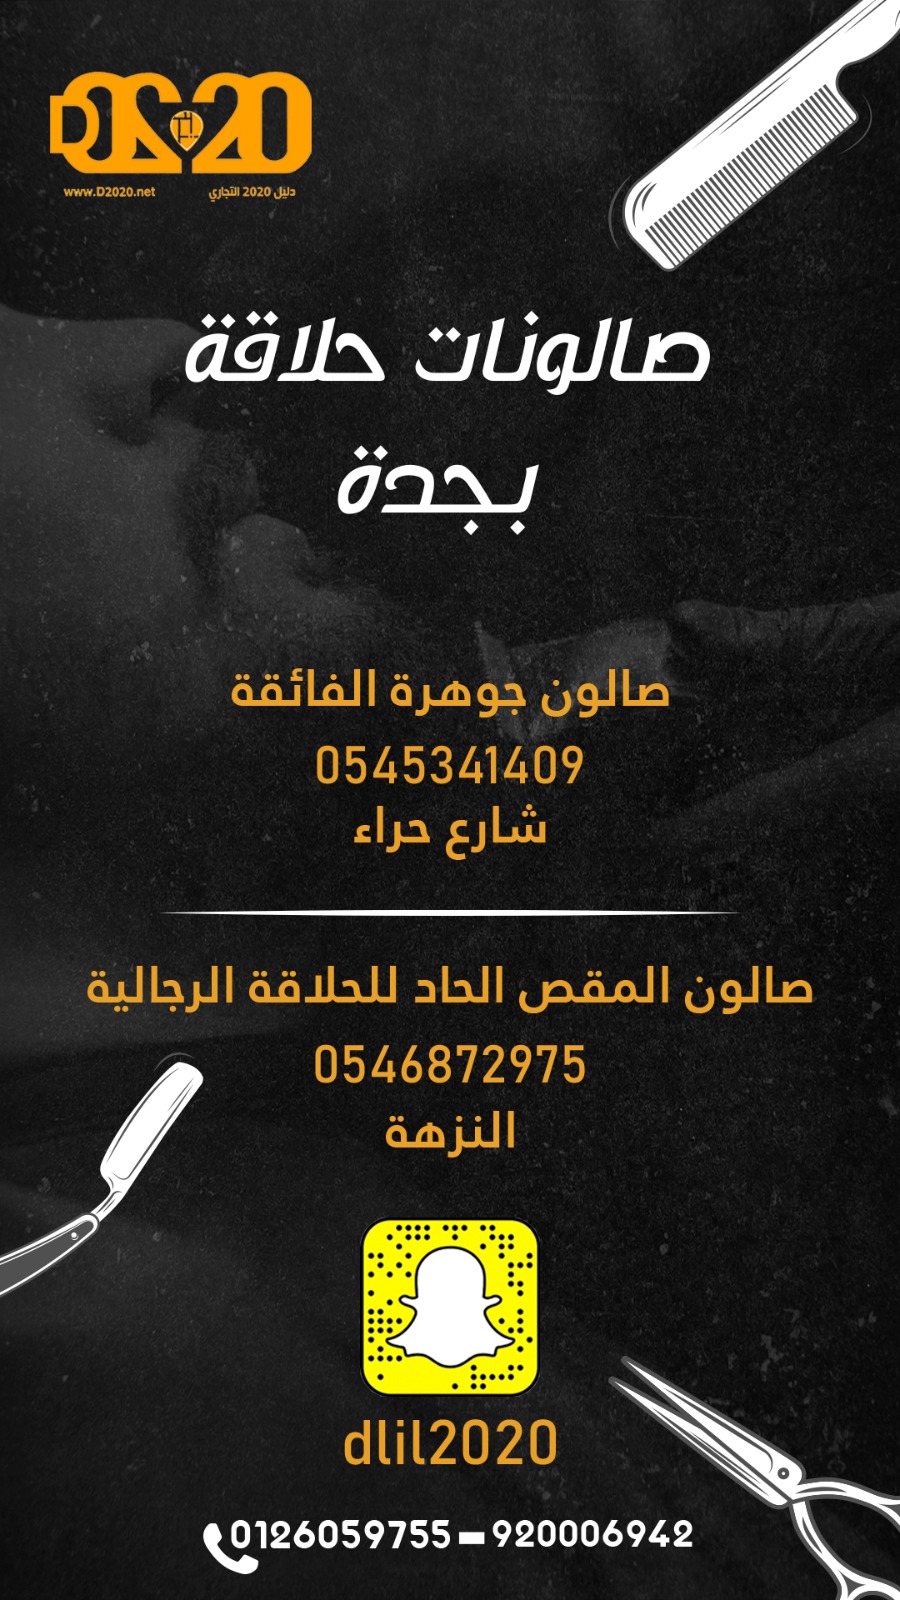 D2020
www.D2020.net دليل 2020 التجاري
صالونات حلاقة
بجدة
صالون جوهرة الفائقة
0545341409
شارع حراء
صالون المقص الحاد للحلاقة الرجالية
0546872975
النزهة
dlil2020
0126059755 - 920006942